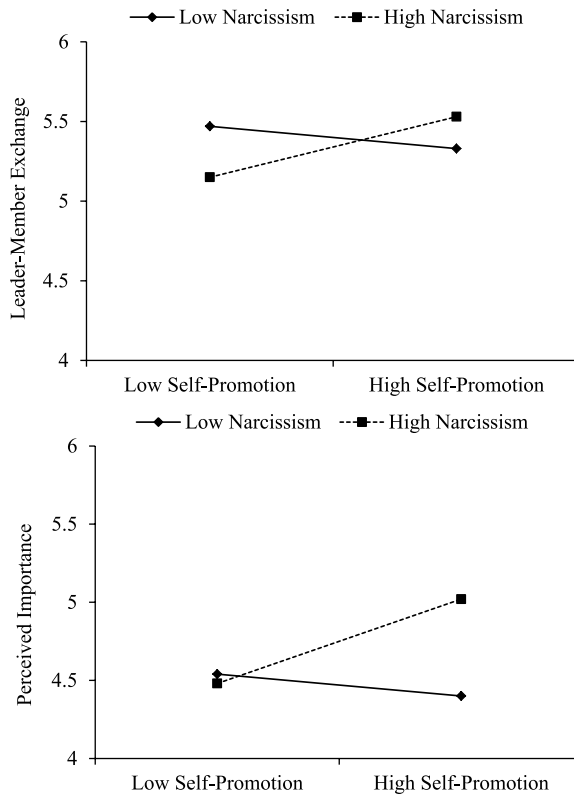 Low Narcissism High Narcissism
6
5.5
5
4.5
4
Leader-Member Exchange
Low Self-Promotion High Self-Promotion
Low Narcissism High Narcissism
6
5.5
5
4.5
4
Perceived Importance
Low Self-Promotion High Self-Promotion